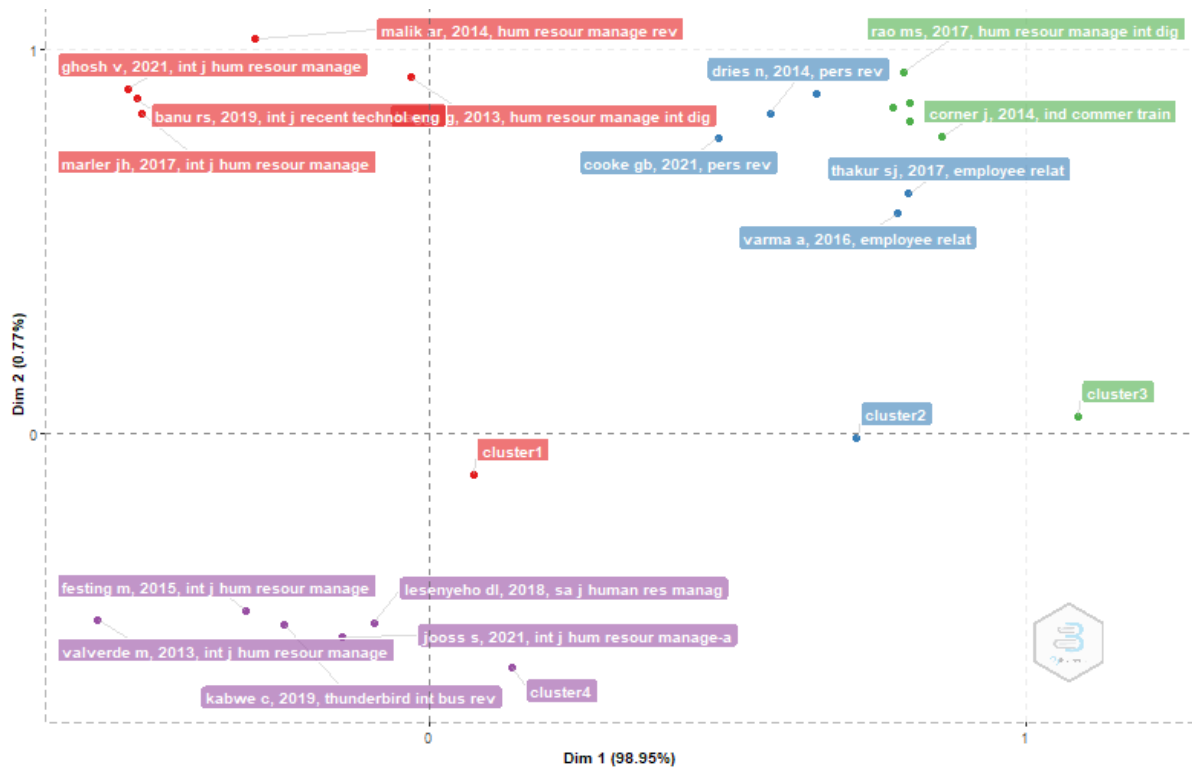 malik ar, 2014, hum resour manage rev
rao ms, 2017, hum resour manage int dig
1
ghosh v, 2021, int j hum resour manage
dries n, 2014, pers rev
banu rs, 2019, int j recent technol eng
g, 2013, hum resour manage int dig
corner j, 2014, ind commer train
marler jh, 2017, int j hum resour manage
cooke gb, 2021, pers rev
thakur sj, 2017, employee relat
varma a, 2016, employee relat
Dim 2 (0.77%)
cluster3
cluster2
0
cluster1
festing m, 2015, int j hum resour manage
lesenyeho dl, 2018, sa j human res manag
jooss s, 2021, int j hum resour manage-a
valverde m, 2013, int j hum resour manage
kabwe c, 2019, thunderbird int bus rev
cluster4
0
1
Dim 1 (98.95%)